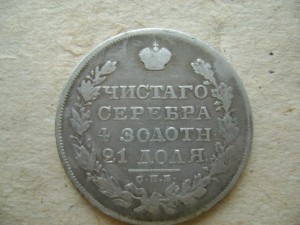 ЧИСТАГО
СЕРЕБРА
4 ЗОЛОТН
21 ДОЛЯ
С.П.Б.